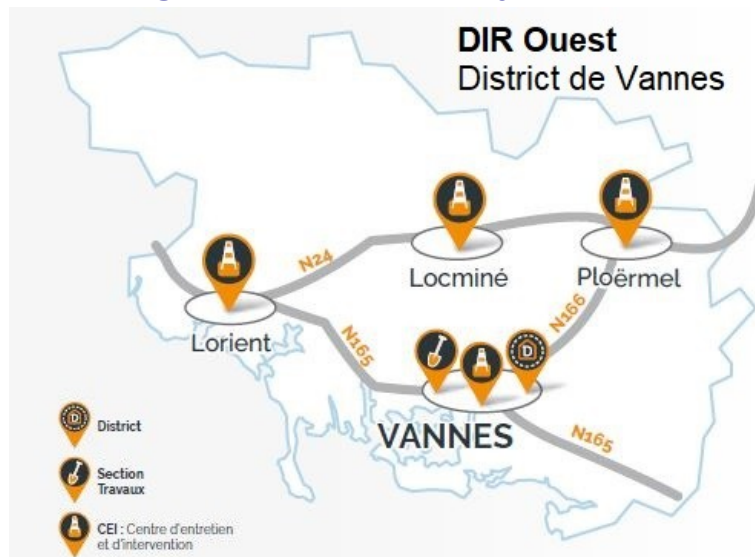 DIR Ouest
District de Vannes
N24
Locminé
Ploërmel
Lorient
N165
N166
D
VANNES
N165
D
District
Section
Travaux
CEI : Centre d'entretien
et d'intervention